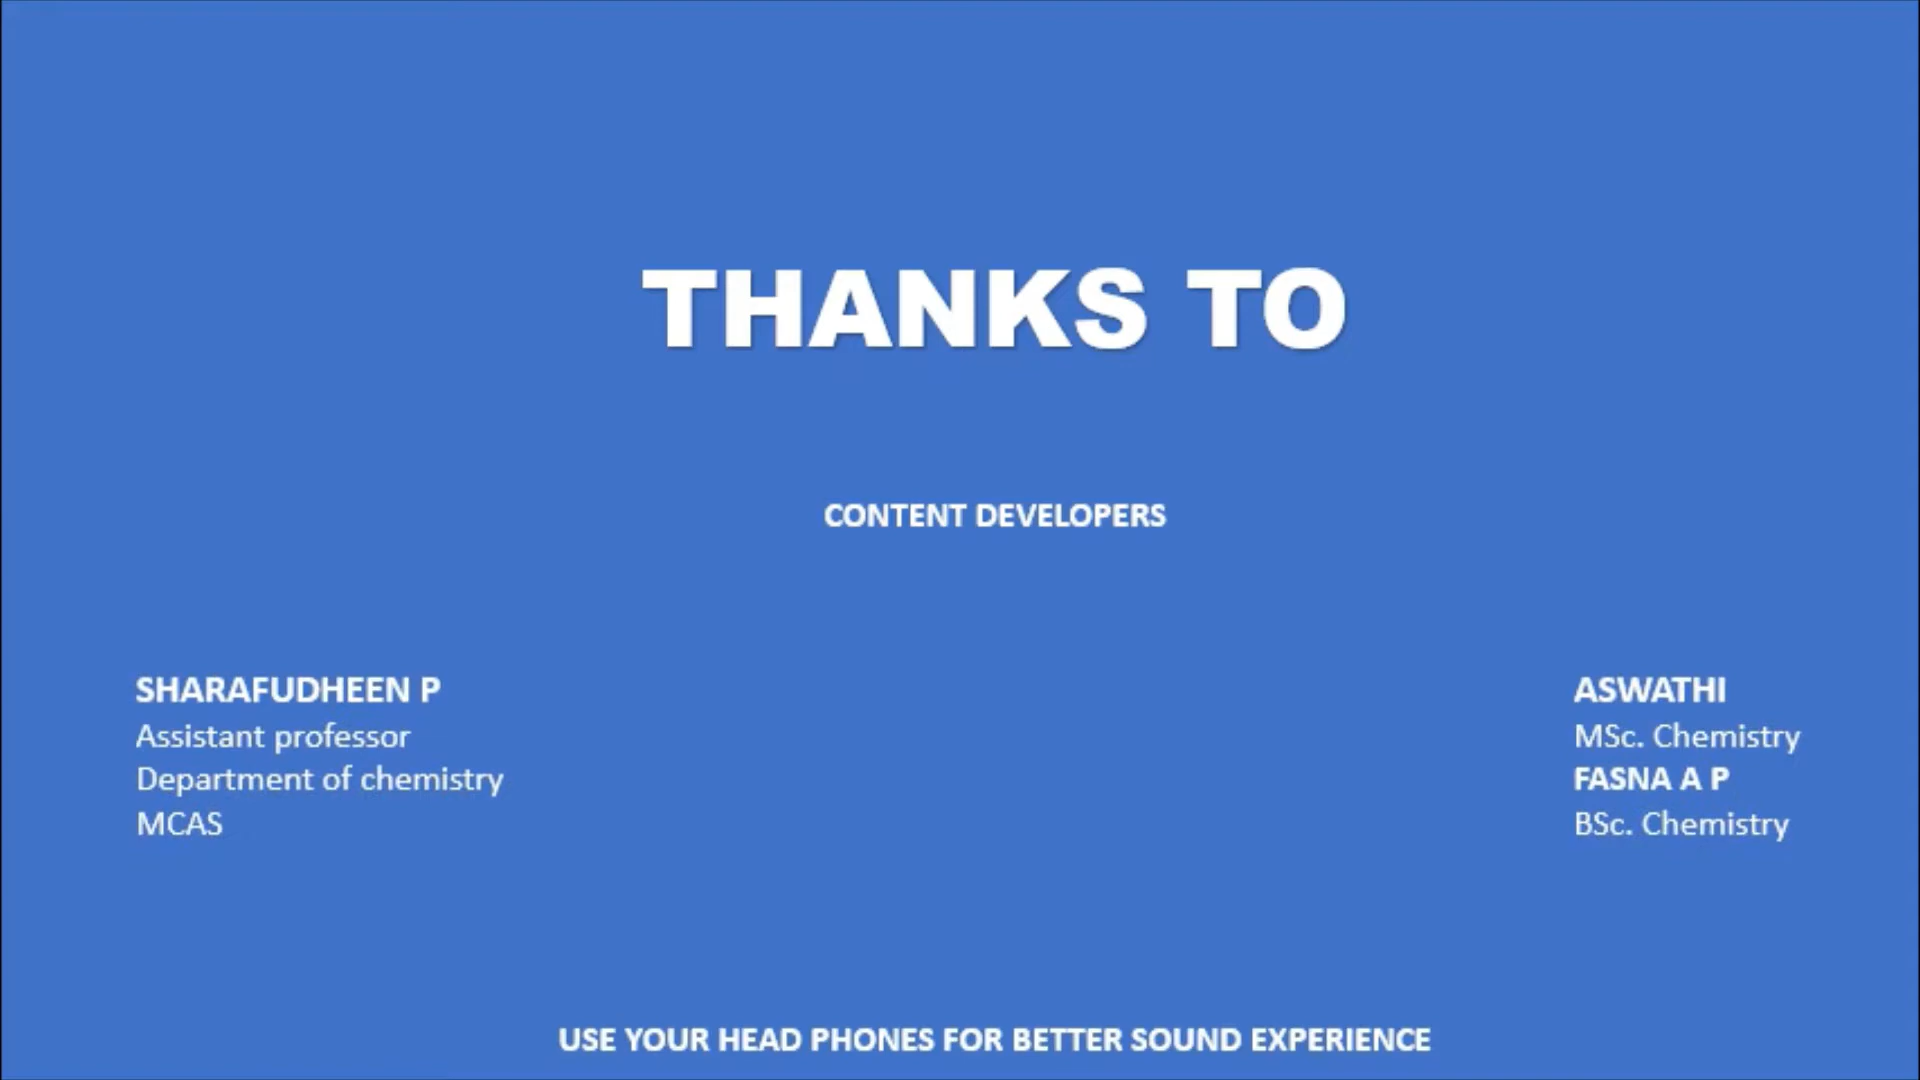 THANKS TO
CONTENT DEVELOPERS
SHARAFUDHEEN P
Assistant professor
Department of chemistry
MCAS
ASWATHI
MSc. Chemistry
FASNA A P
BSc. Chemistry
USE YOUR HEAD PHONES FOR BETTER SOUND EXPERIENCE